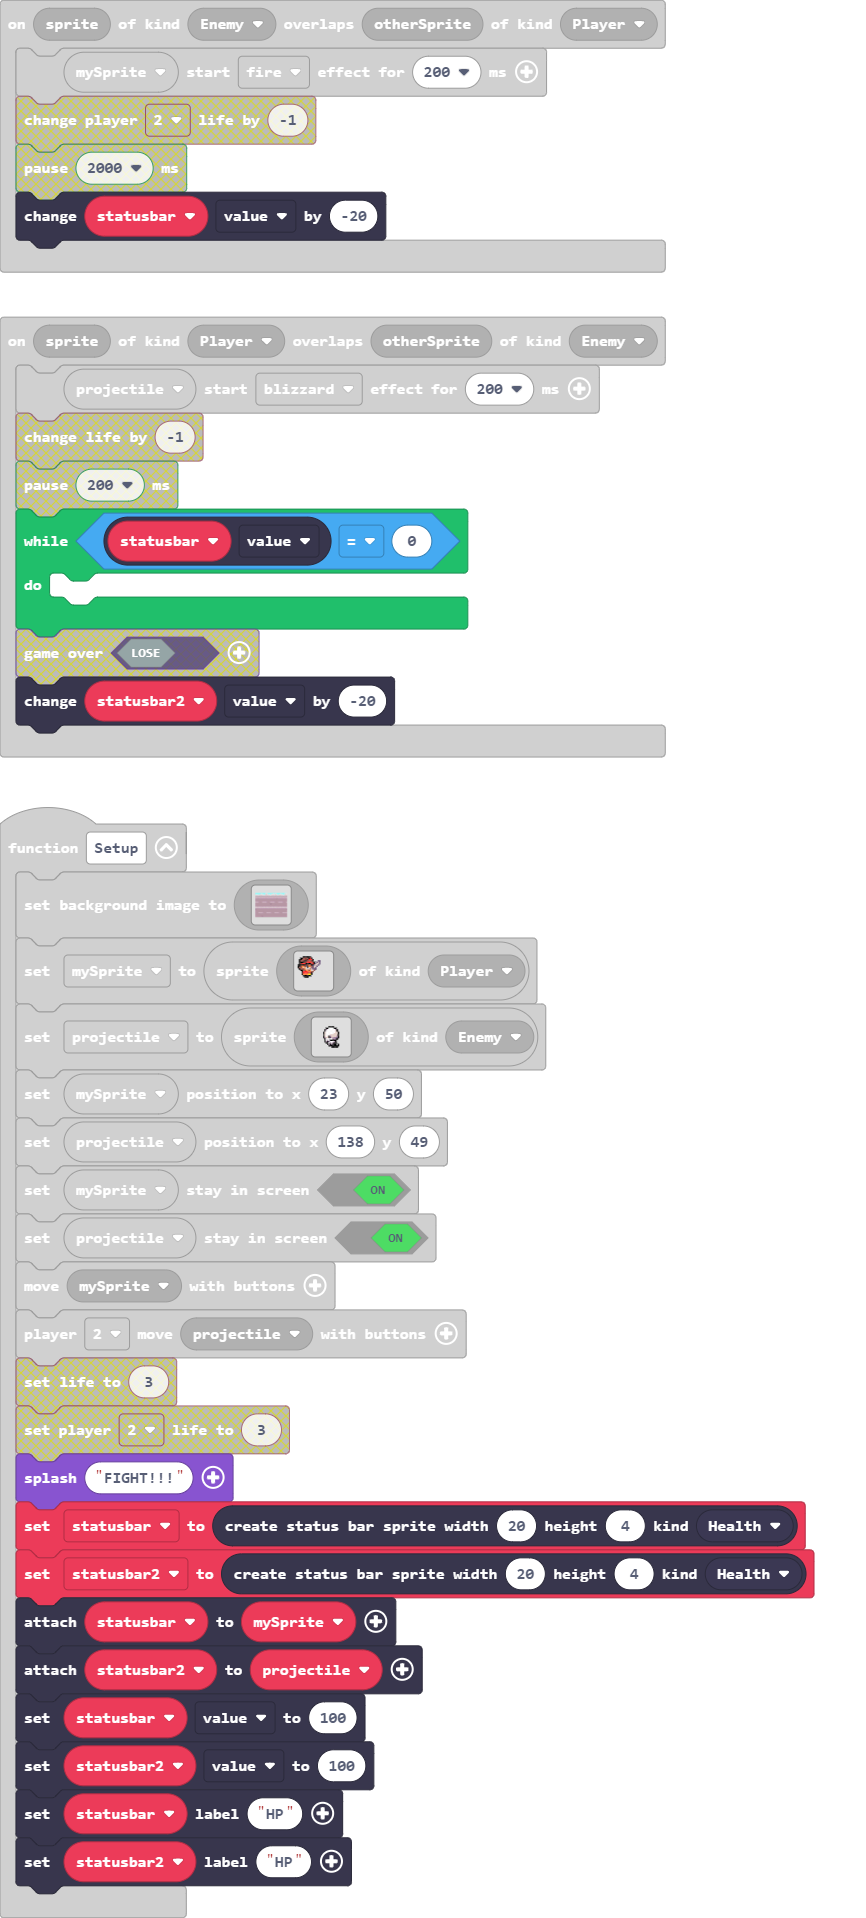 on sprite of kind Enemy overlaps otherSprite of kind Player
mySprite start fire effect for 200 ms
change player 2 life by -1
pause 2000 ms
change statusbar value by -20
on sprite of kind Player overlaps otherSprite of kind Enemy
projectile start blizzard effect for 200 ms
change life by -1
pause 200 ms
while statusbar value = 0
do
game over LOSE
change statusbar2 value by -20
function Setup
set background image to
set mySprite to sprite of kind Player
set projectile to sprite of kind Enemy
set mySprite position to x 23 y 50
set projectile position to x 138 y 49
set mySprite stay in screen ON
set projectile stay in screen ON
move mySprite with buttons
player 2 move projectile with buttons
set life to 3
set player 2 life to 3
splash "FIGHT!!!"
set statusbar to create status bar sprite width 20 height 4 kind Health
set statusbar2 to create status bar sprite width 20 height 4 kind Health
attach statusbar to mySprite
attach statusbar2 to projectile
set statusbar value to 100
set statusbar2 value to 100
set statusbar label "HP"
set statusbar2 label "HP"